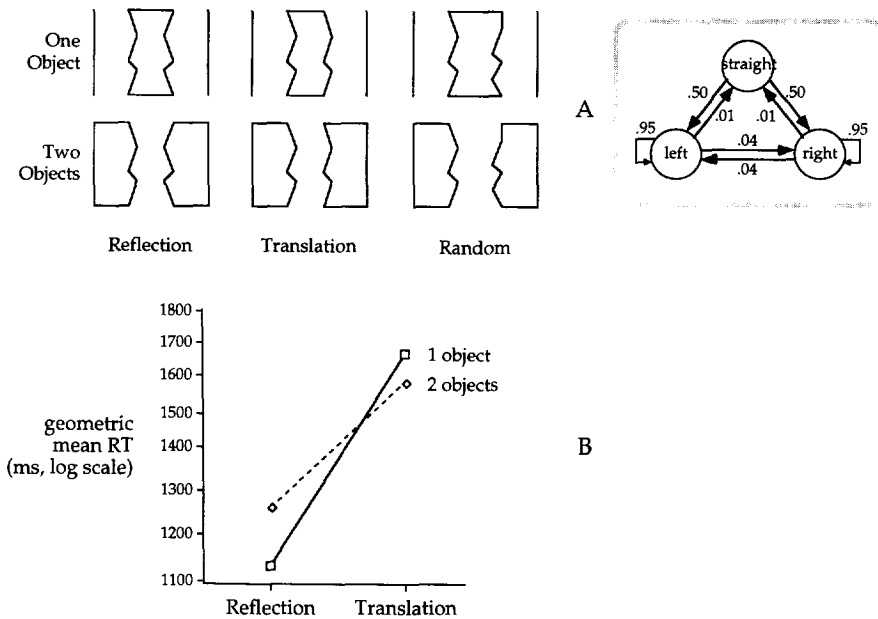 One
Object
Two
Objects
Reflection
Translation
Random
A
straight
.50
.50
.01
.01
.95
.95
left
.04
right
.04
1800
1700
1600
1500
1400
1300
1200
1100
geometric
mean RT
(ms, log scale)
1 object
2 objects
B
Reflection
Translation